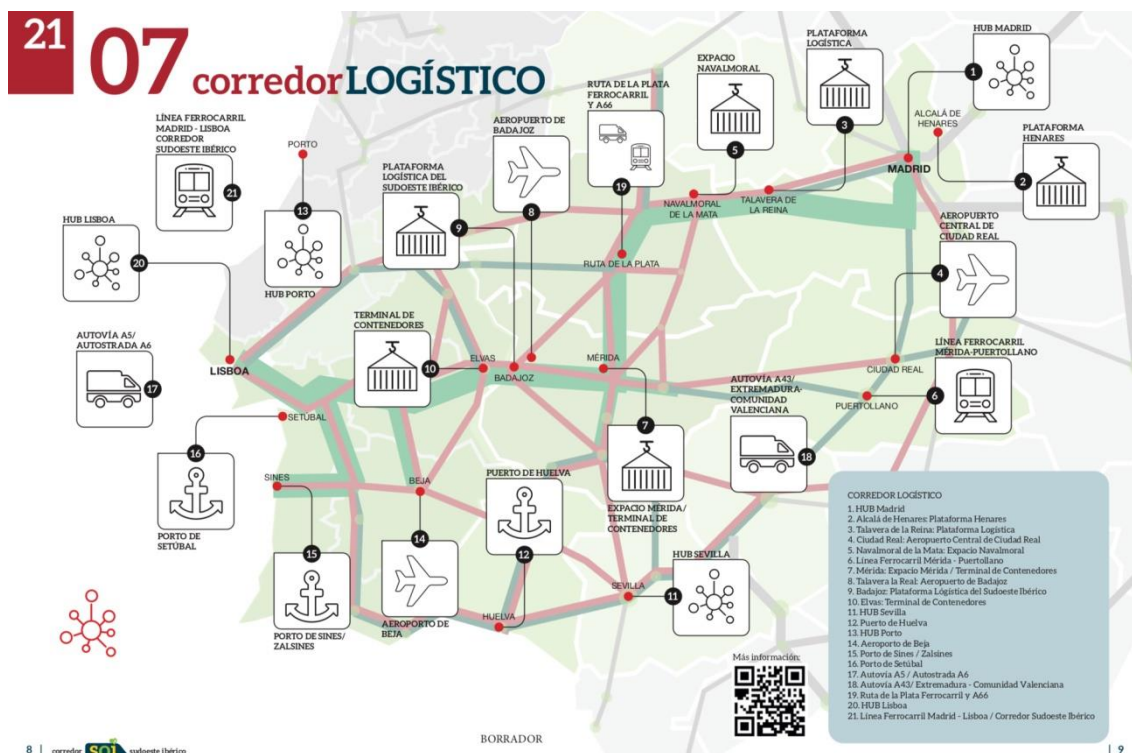 21
07 corredorLOGÍSTICO
LÍNEA FERROCARRIL
MADRID - LISBOA
CORREDOR
SUDOESTE IBÉRICO
21
PORTO
13
HUB PORTO
PLATAFORMA
LOGÍSTICA DEL
SUDOESTE IBÉRICO
9
AEROPUERTO DE
BADAJOZ
8
RUTA DE LA PLATA
FERROCARRIL
Y A66
19
RUTA DE LA PLATA
ESPACIO
NAVALMORAL
5
NAVALMORAL
DE LA MATA
PLATAFORMA
LOGÍSTICA
3
TALAVERA DE
LA REINA
HUB MADRID
1
MADRID
ALCALÁ DE
HENARES
PLATAFORMA
HENARES
2
AEROPUERTO
CENTRAL DE
CIUDAD REAL
4
CIUDAD REAL
HUB LISBOA
20
LISBOA
AUTOVÍA A5/
AUTOSTRADA A6
17
TERMINAL DE
CONTENEDORES
10
ELVAS
BADAJOZ
MÉRIDA
7
ESPACIO MÉRIDA/
TERMINAL DE
CONTENEDORES
AUTOVÍA A43/
EXTREMADURA-
COMUNIDAD
VALENCIANA
18
LÍNEA FERROCARRIL
MÉRIDA-PUERTOLLANO
6
PUERTOLLANO
SETÚBAL
16
PORTO DE
SETÚBAL
SINES
15
PORTO DE SINES/
ZALSINES
BEJA
14
AEROPORTO DE
BEJA
PUERTO DE HUELVA
12
HUELVA
HUB SEVILLA
11
SEVILLA
CORREDOR LOGÍSTICO
1. HUB Madrid
2. Alcalá de Henares: Plataforma Henares
3. Talavera de la Reina: Plataforma Logística
4. Ciudad Real: Aeropuerto Central de Ciudad Real
5. Navalmoral de la Mata: Espacio Navalmoral
6. Línea Ferrocarril Mérida - Puertollano
7. Mérida: Espacio Mérida / Terminal de Contenedores
8. Talavera la Real: Aeropuerto de Badajoz
9. Badajoz: Plataforma Lógística del Sudoeste Ibérico
10. Elvas: Terminal de Contenedores
11. HUB Sevilla
12. Puerto de Huelva
13. HUB Porto
14. Aeroporto de Beja
15. Porto de Sines / Zalsines
16. Porto de Setúbal
17. Autovía A5 / Autostrada A6
18. Autovía A43/ Extremadura - Comunidad Valenciana
19. Ruta de la Plata Ferrocarril y A66
20. HUB Lisboa
21. Línea Ferrocarril Madrid - Lisboa / Corredor Sudoeste Ibérico
Más información:
BORRADOR
8 | corredor SOI sudoeste ibérico
| 9